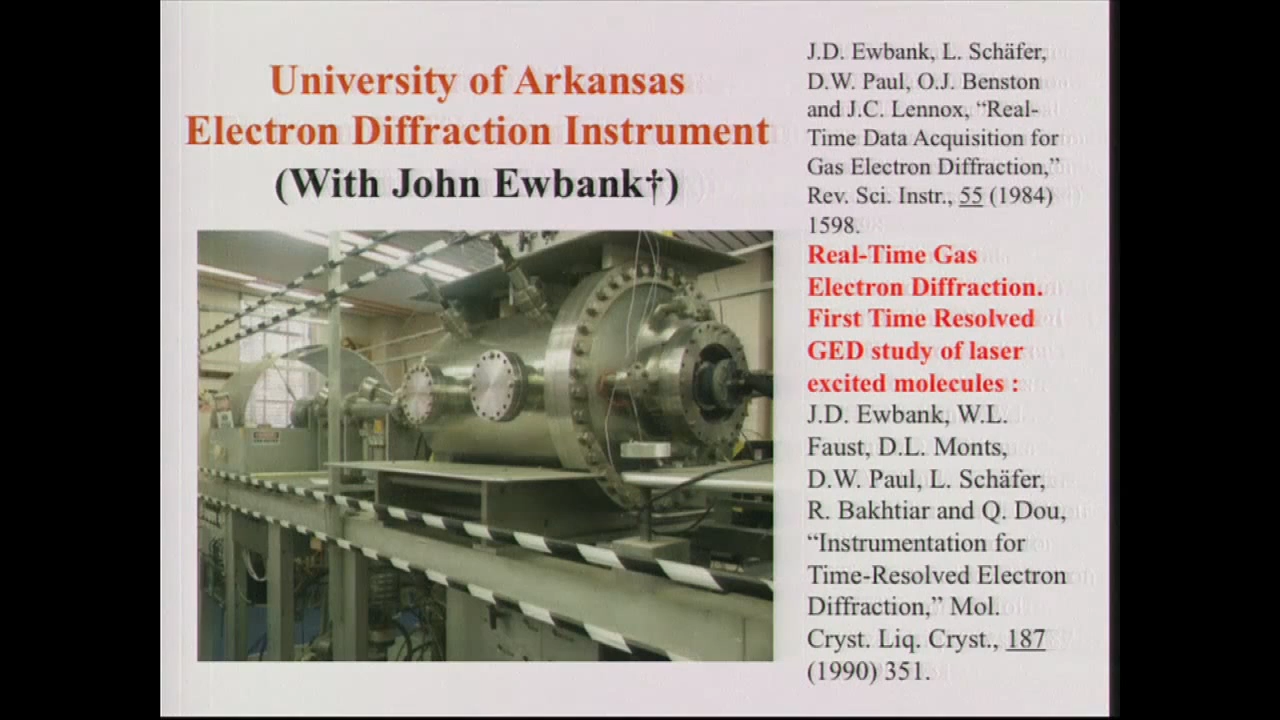 University of Arkansas
Electron Diffraction Instrument
(With John Ewbank†)
J.D. Ewbank, L. Schäfer,
D.W. Paul, O.J. Benston
and J.C. Lennox, “Real-
Time Data Acquisition for
Gas Electron Diffraction,”
Rev. Sci. Instr., 55 (1984)
1598.
Real-Time Gas
Electron Diffraction.
First Time Resolved
GED study of laser
excited molecules :
J.D. Ewbank, W.L.
Faust, D.L. Monts,
D.W. Paul, L. Schäfer,
R. Bakhtiar and Q. Dou,
“Instrumentation for
Time-Resolved Electron
Diffraction,” Mol.
Cryst. Liq. Cryst., 187
(1990) 351.